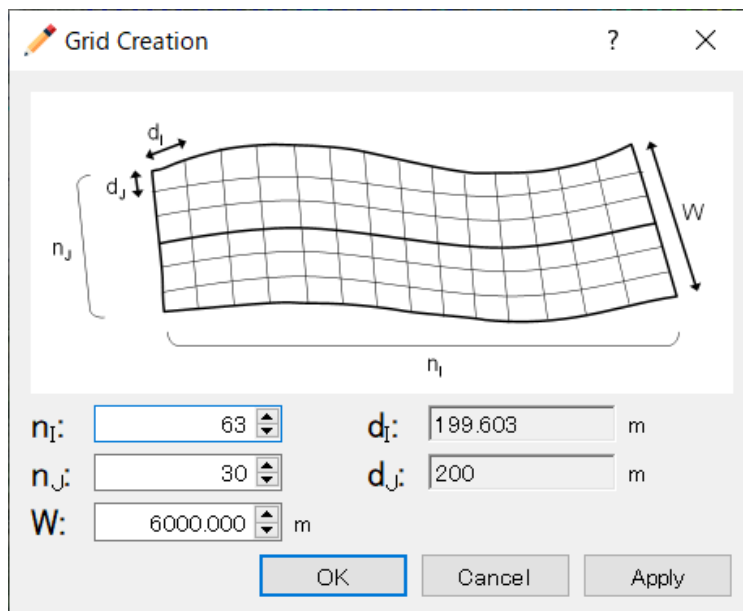 Grid Creation ?
dI
dJ
nJ
W
nI
nI: 63 dI: 199.603 m
nJ: 30 dJ: 200 m
W: 6000.000 m
OK Cancel Apply